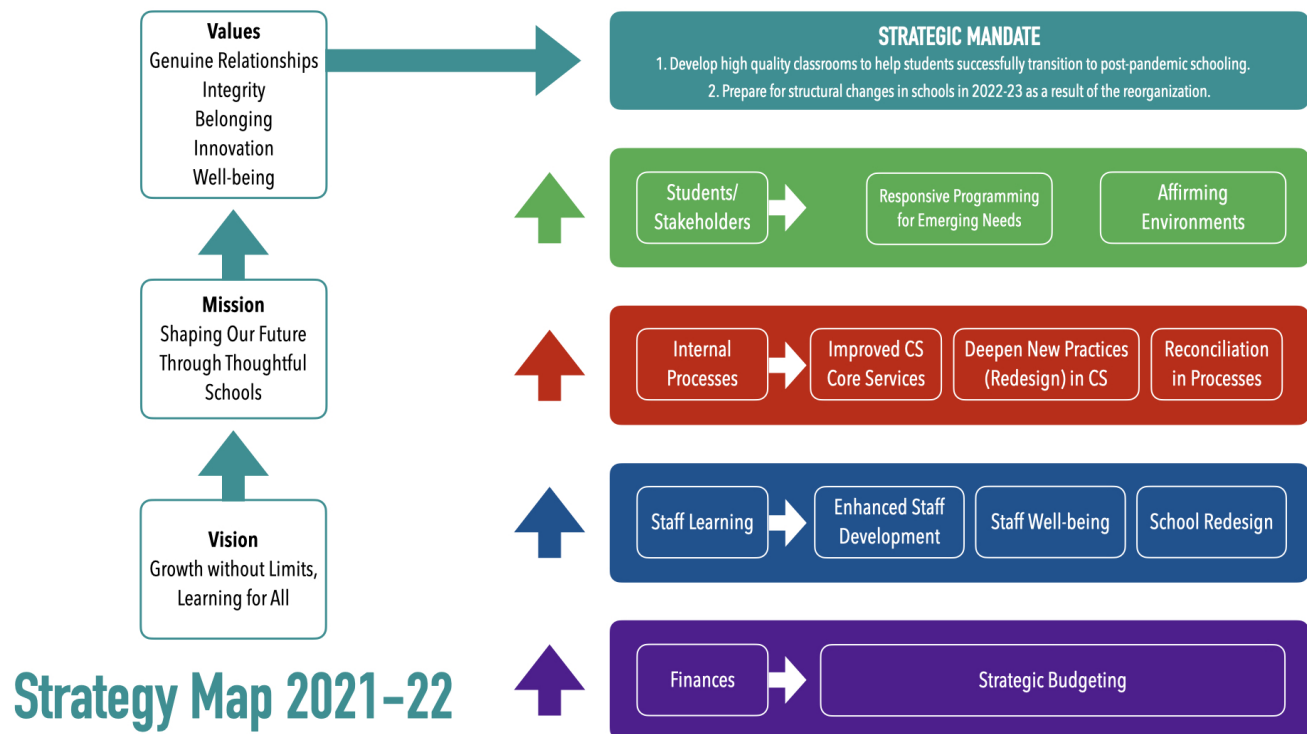 Values
Genuine Relationships
Integrity
Belonging
Innovation
Well-being
Mission
Shaping Our Future
Through Thoughtful
Schools
Vision
Growth without Limits,
Learning for All
Strategy Map 2021–22
STRATEGIC MANDATE
1. Develop high quality classrooms to help students successfully transition to post-pandemic schooling.
2. Prepare for structural changes in schools in 2022-23 as a result of the reorganization.
Students/
Stakeholders
Responsive Programming
for Emerging Needs
Affirming
Environments
Internal
Processes
Improved CS
Core Services
Deepen New Practices
(Redesign) in CS
Reconciliation
in Processes
Staff Learning
Enhanced Staff
Development
Staff Well-being
School Redesign
Finances
Strategic Budgeting